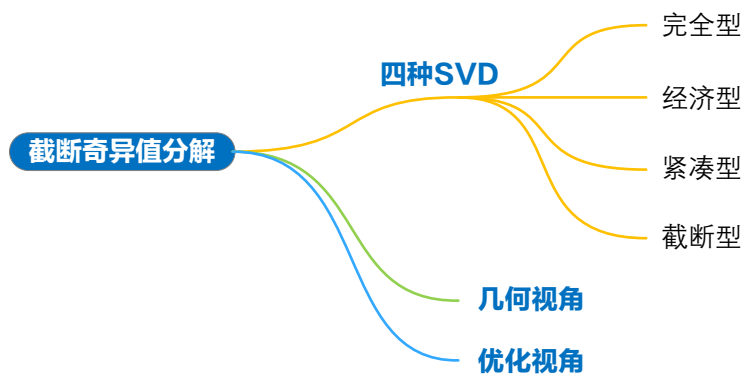 截断奇异值分解
四种SVD
完全型
经济型
紧凑型
截断型
几何视角
优化视角